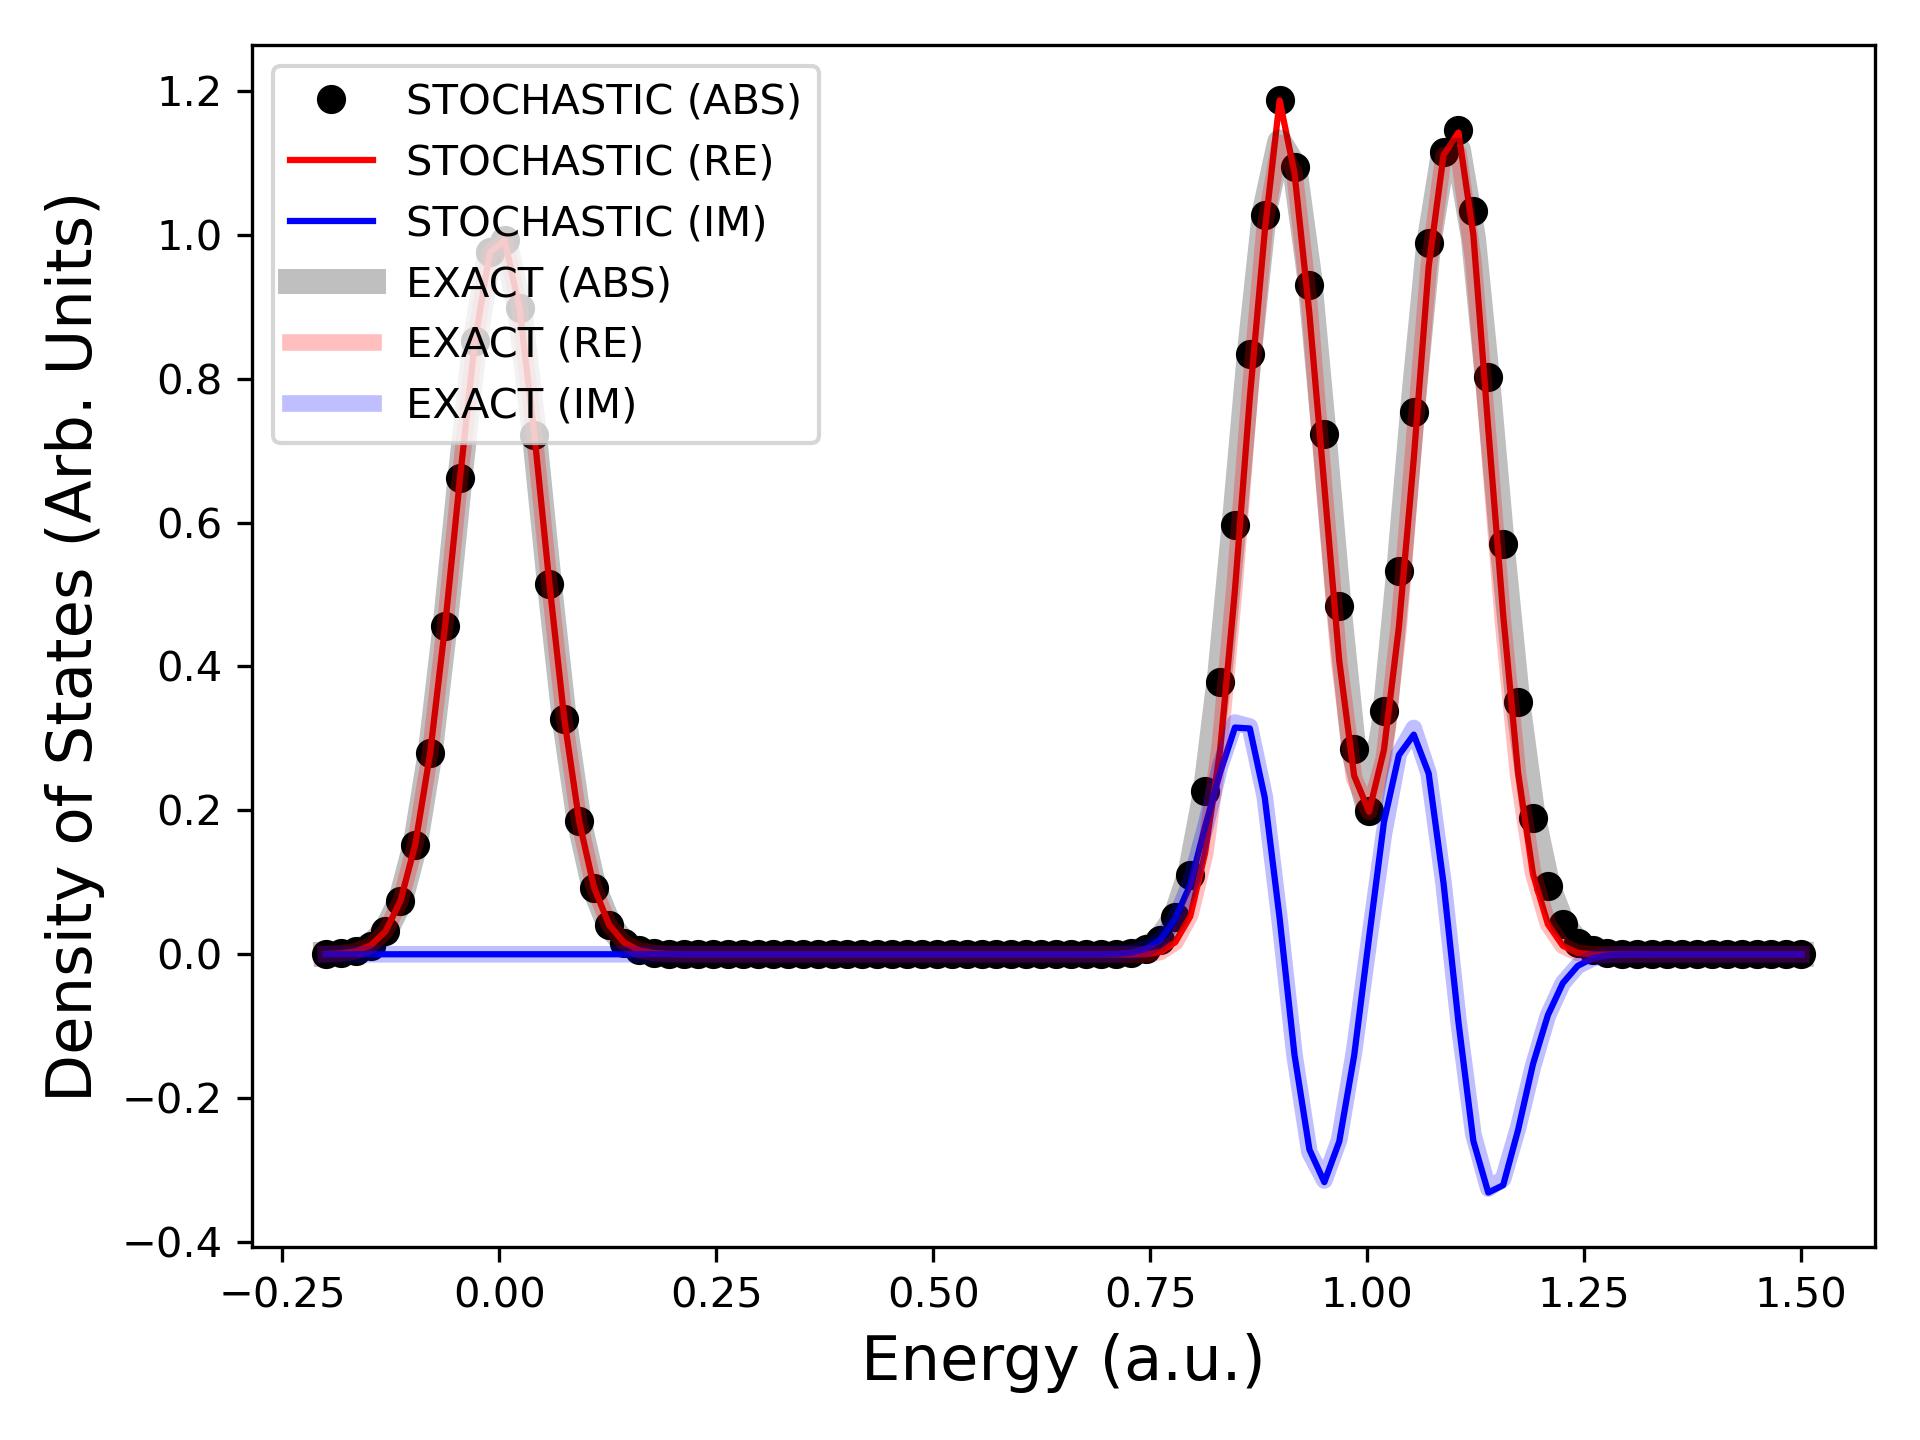 STOCHASTIC (ABS)
STOCHASTIC (RE)
STOCHASTIC (IM)
EXACT (ABS)
EXACT (RE)
EXACT (IM)
Density of States (Arb. Units)
1.2
1.0
0.8
0.6
0.4
0.2
0.0
−0.2
−0.4
−0.25 0.00 0.25 0.50 0.75 1.00 1.25 1.50
Energy (a.u.)